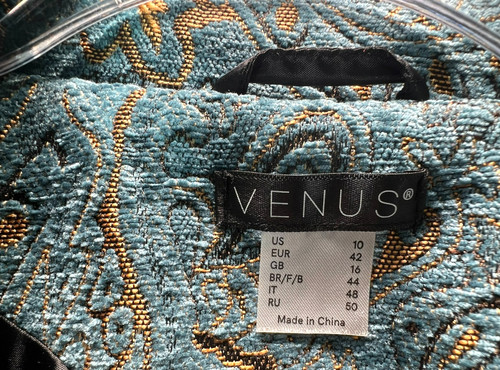 VENUS®
US 10
EUR 42
GB 16
BR/F/B 44
IT 48
RU 50
Made in China